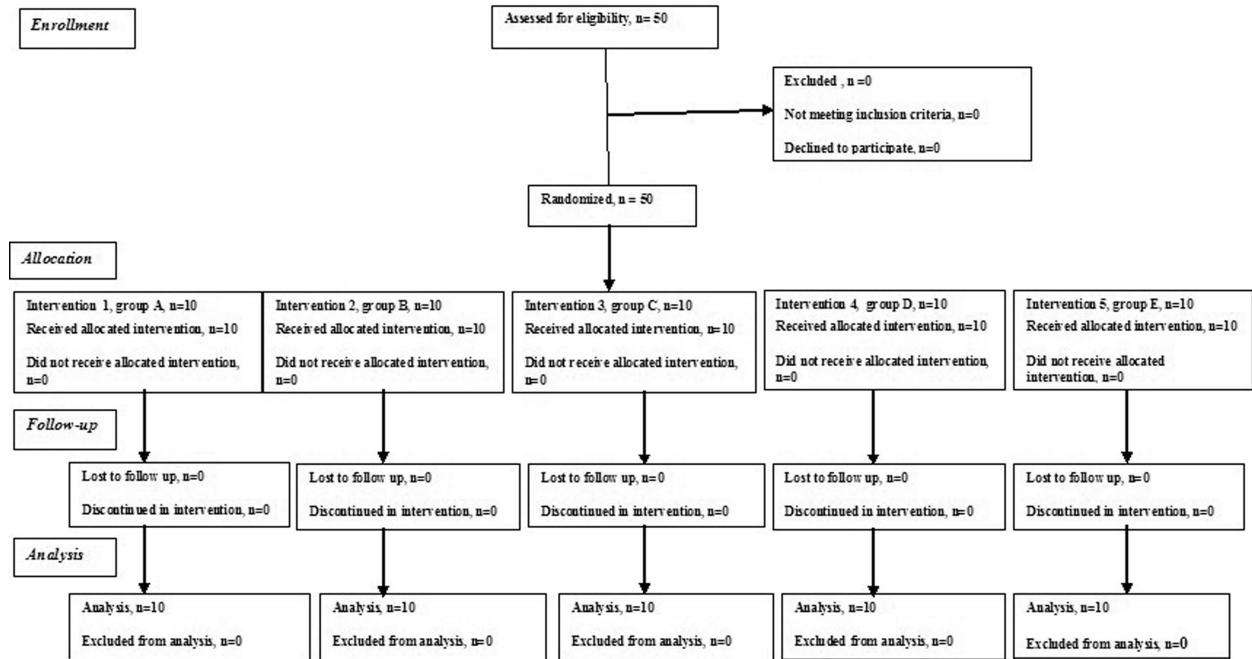 Enrollment
Assessed for eligibility, n= 50
Excluded , n =0
Not meeting inclusion criteria, n=0
Declined to participate, n=0
Randomized, n = 50
Allocation
Intervention 1, group A, n=10
Received allocated intervention, n=10
Did not receive allocated intervention,
n=0
Intervention 2, group B, n=10
Received allocated intervention, n=10
Did not receive allocated intervention,
n=0
Intervention 3, group C, n=10
Received allocated intervention, n=10
Did not receive allocated intervention,
n=0
Intervention 4, group D, n=10
Received allocated intervention, n=10
Did not receive allocated intervention,
n=0
Intervention 5, group E, n=10
Received allocated intervention, n=10
Did not receive allocated
intervention, n=0
Follow-up
Lost to follow up, n=0
Discontinued in intervention, n=0
Lost to follow up, n=0
Discontinued in intervention, n=0
Lost to follow up, n=0
Discontinued in intervention, n=0
Lost to follow up, n=0
Discontinued in intervention, n=0
Lost to follow up, n=0
Discontinued in intervention, n=0
Analysis
Analysis, n=10
Excluded from analysis, n=0
Analysis, n=10
Excluded from analysis, n=0
Analysis, n=10
Excluded from analysis, n=0
Analysis, n=10
Excluded from analysis, n=0
Analysis, n=10
Excluded from analysis, n=0